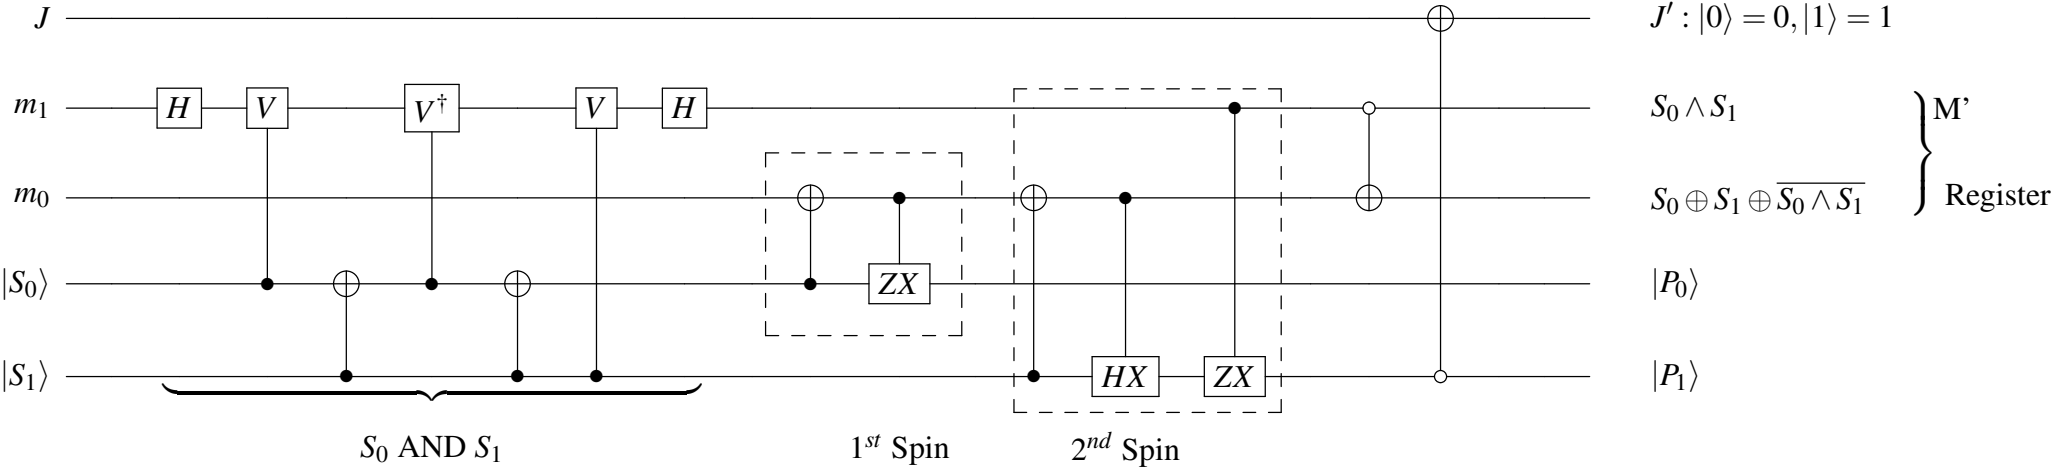 J J′ : |0⟩ = 0, |1⟩ = 1
m₁ H V V† V H S₀ ∧ S₁ M’
m₀ S₀ ⊕ S₁ ⊕ \overline{S₀ ∧ S₁} Register
|S₀⟩ ZX |P₀⟩
|S₁⟩ HX ZX |P₁⟩
S₀ AND S₁ 1ˢᵗ Spin 2ⁿᵈ Spin